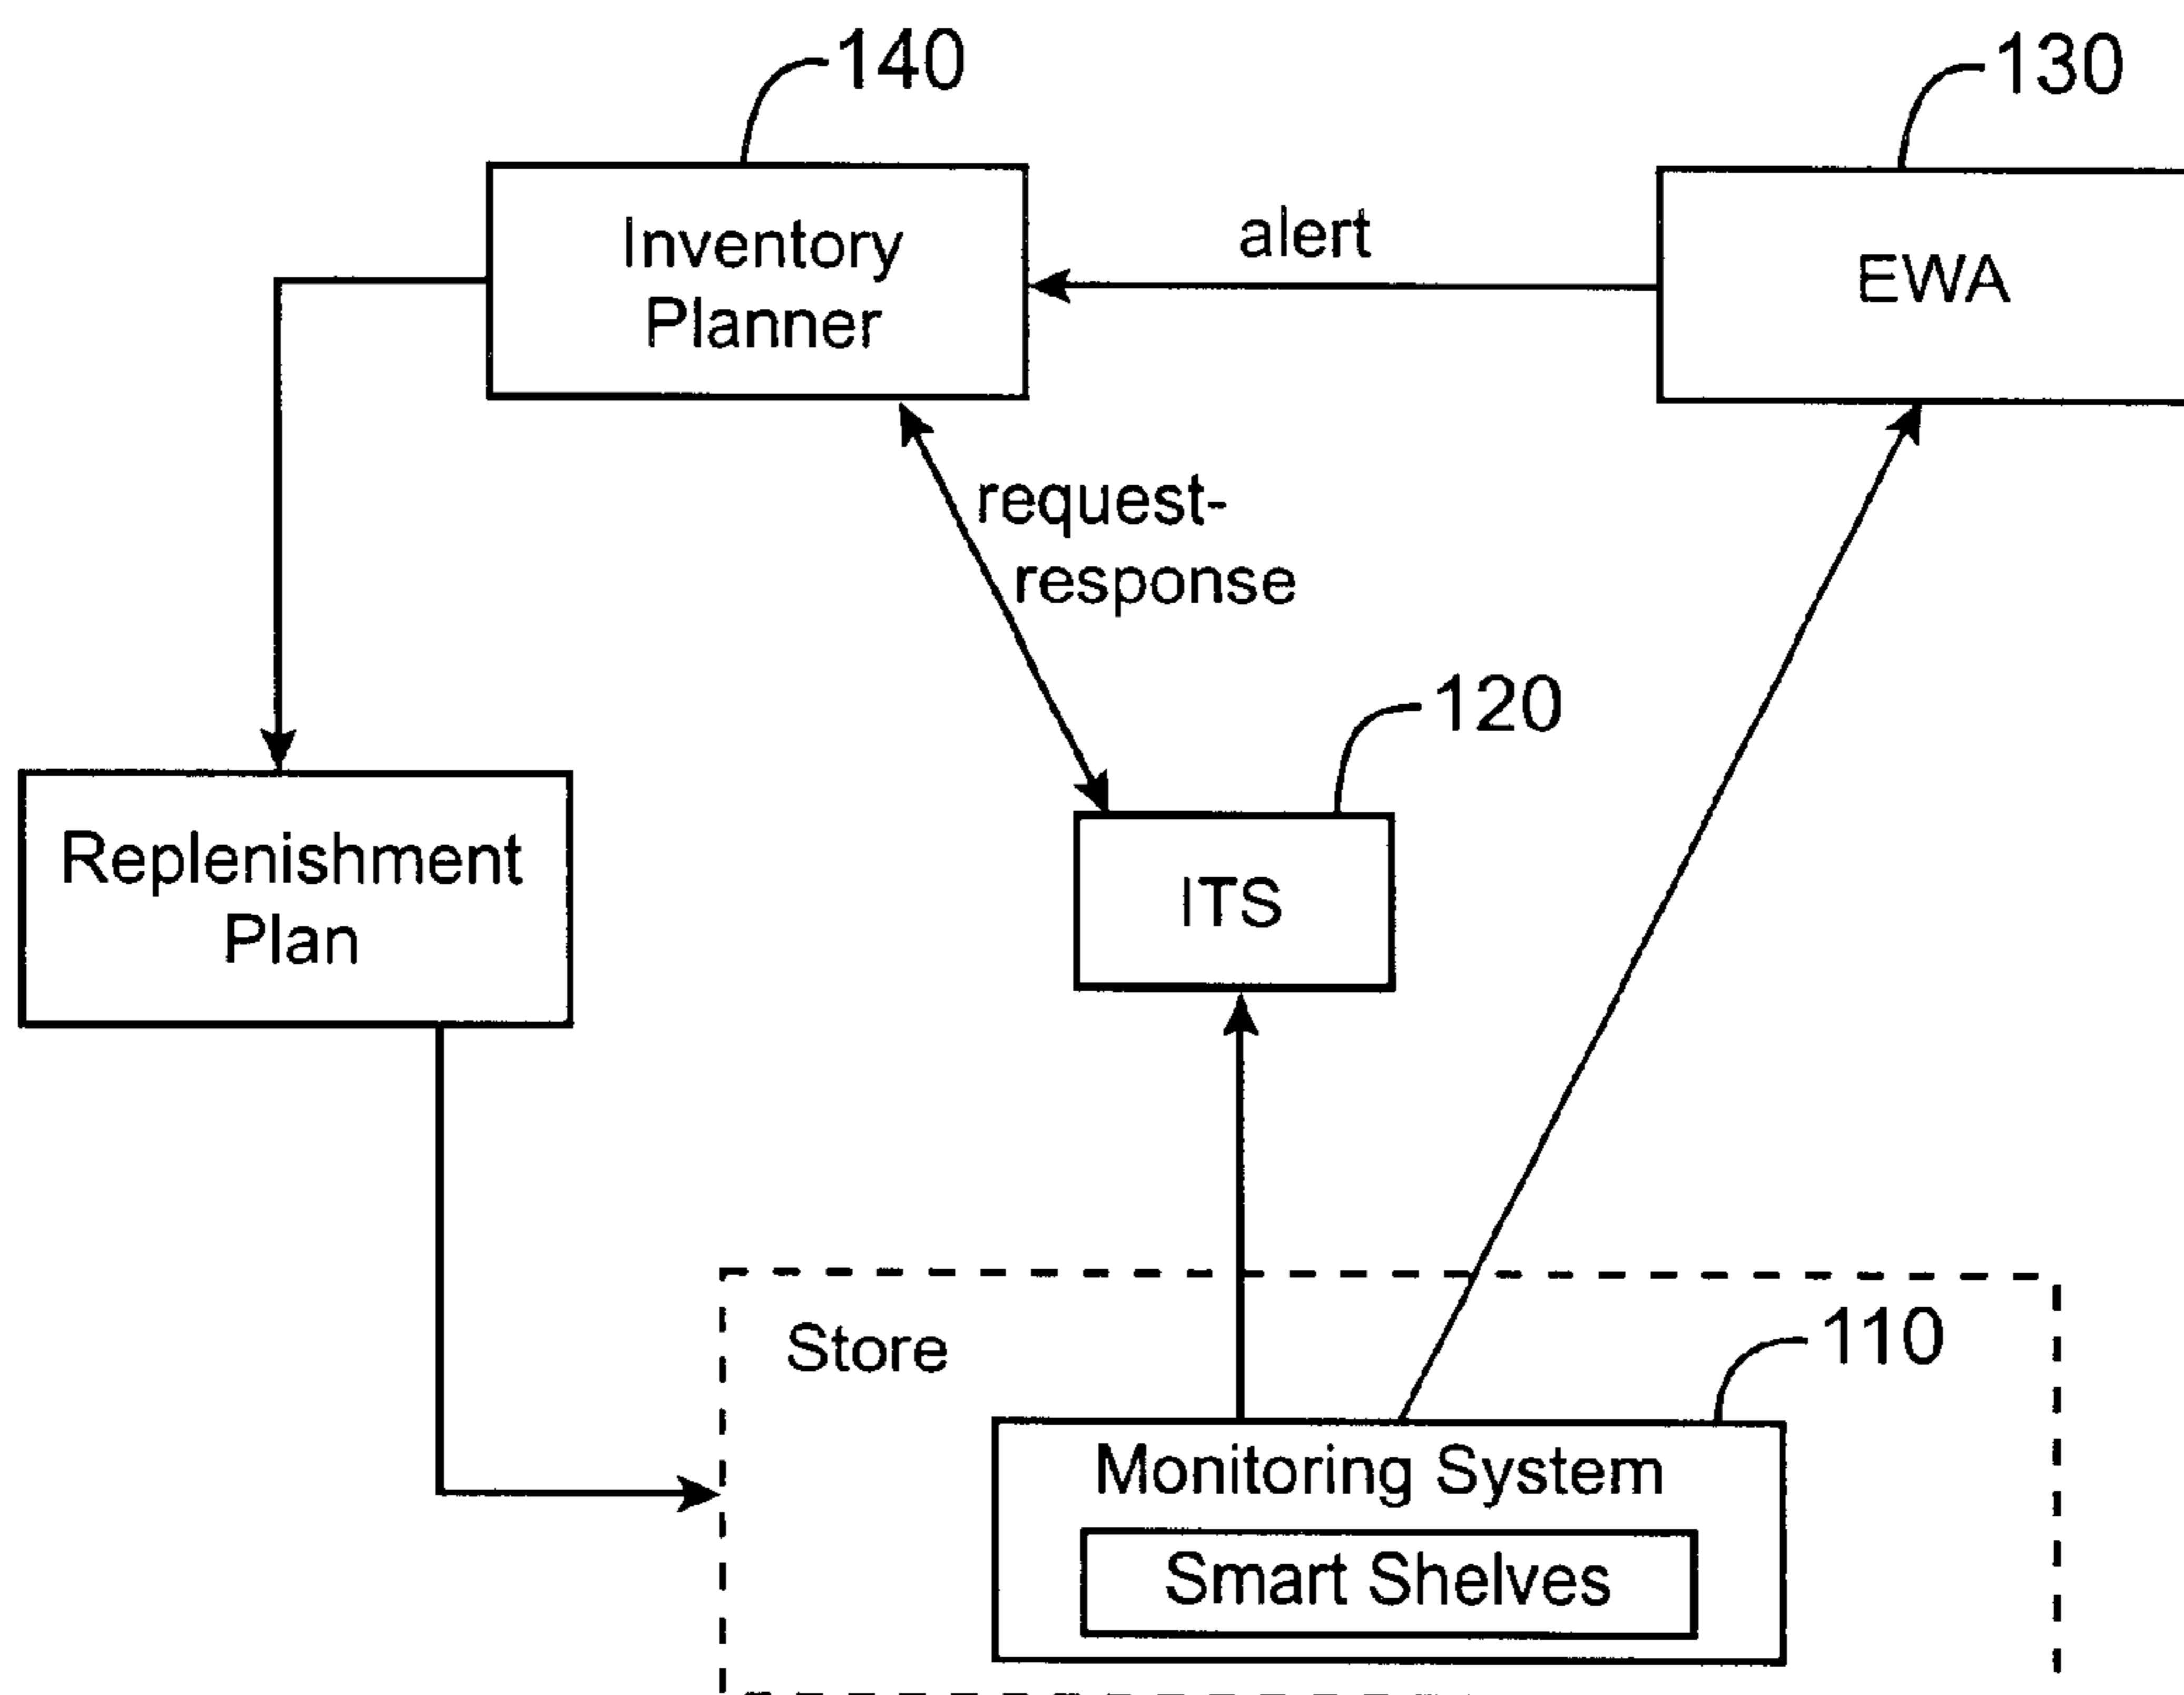 140
130
Inventory
Planner
alert
EWA
request-
response
120
Replenishment
Plan
ITS
Store
110
Monitoring System
Smart Shelves